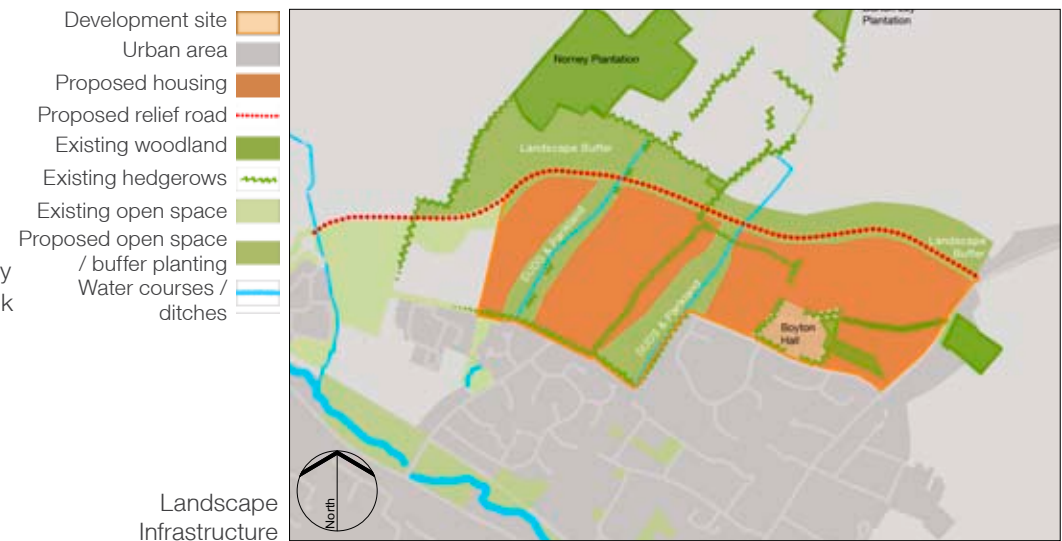 Development site
Urban area
Proposed housing
Proposed relief road
Existing woodland
Existing hedgerows
Existing open space
Proposed open space
/ buffer planting
y
Water courses /
k
ditches
Landscape
Infrastructure
Plantation
Norney Plantation
Landscape Buffer
SUDS & Parkland
SUDS & Parkland
Landscape
Buffer
Boyton
Hall
North